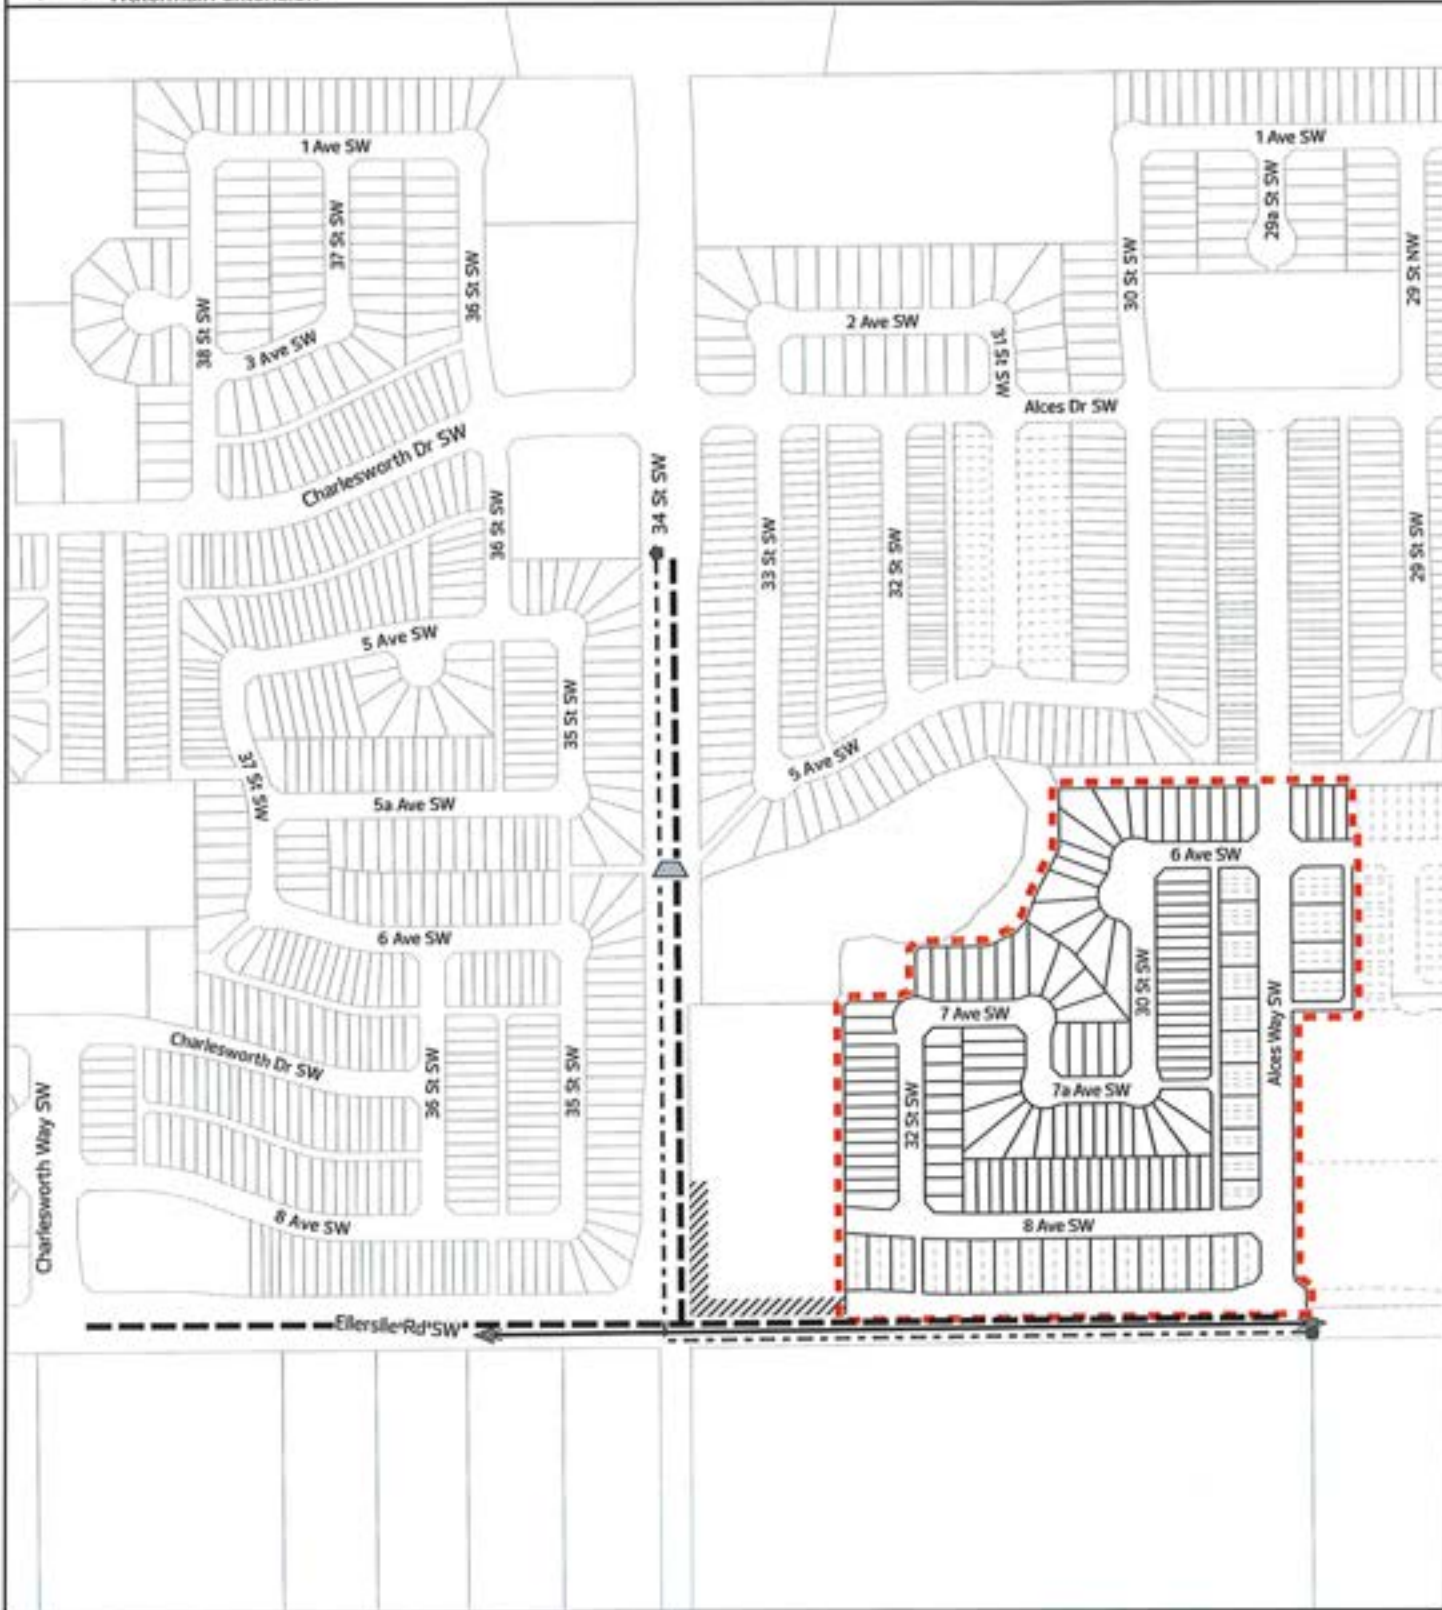 Watermain extension
1 Ave SW
1 Ave SW
37 St SW
29a St SW
36 St SW
30 St SW
29 St NW
38 St SW
3 Ave SW
2 Ave SW
31 St SW
Alces Dr SW
Charlesworth Dr SW
34 St SW
36 St SW
33 St SW
32 St SW
29 St SW
5 Ave SW
35 St SW
5 Ave SW
37 St SW
5a Ave SW
6 Ave SW
6 Ave SW
30 St SW
7 Ave SW
Alces Way SW
Charlesworth Dr SW
36 St SW
35 St SW
7a Ave SW
32 St SW
Charlesworth Way SW
8 Ave SW
8 Ave SW
Ellerslie Rd SW